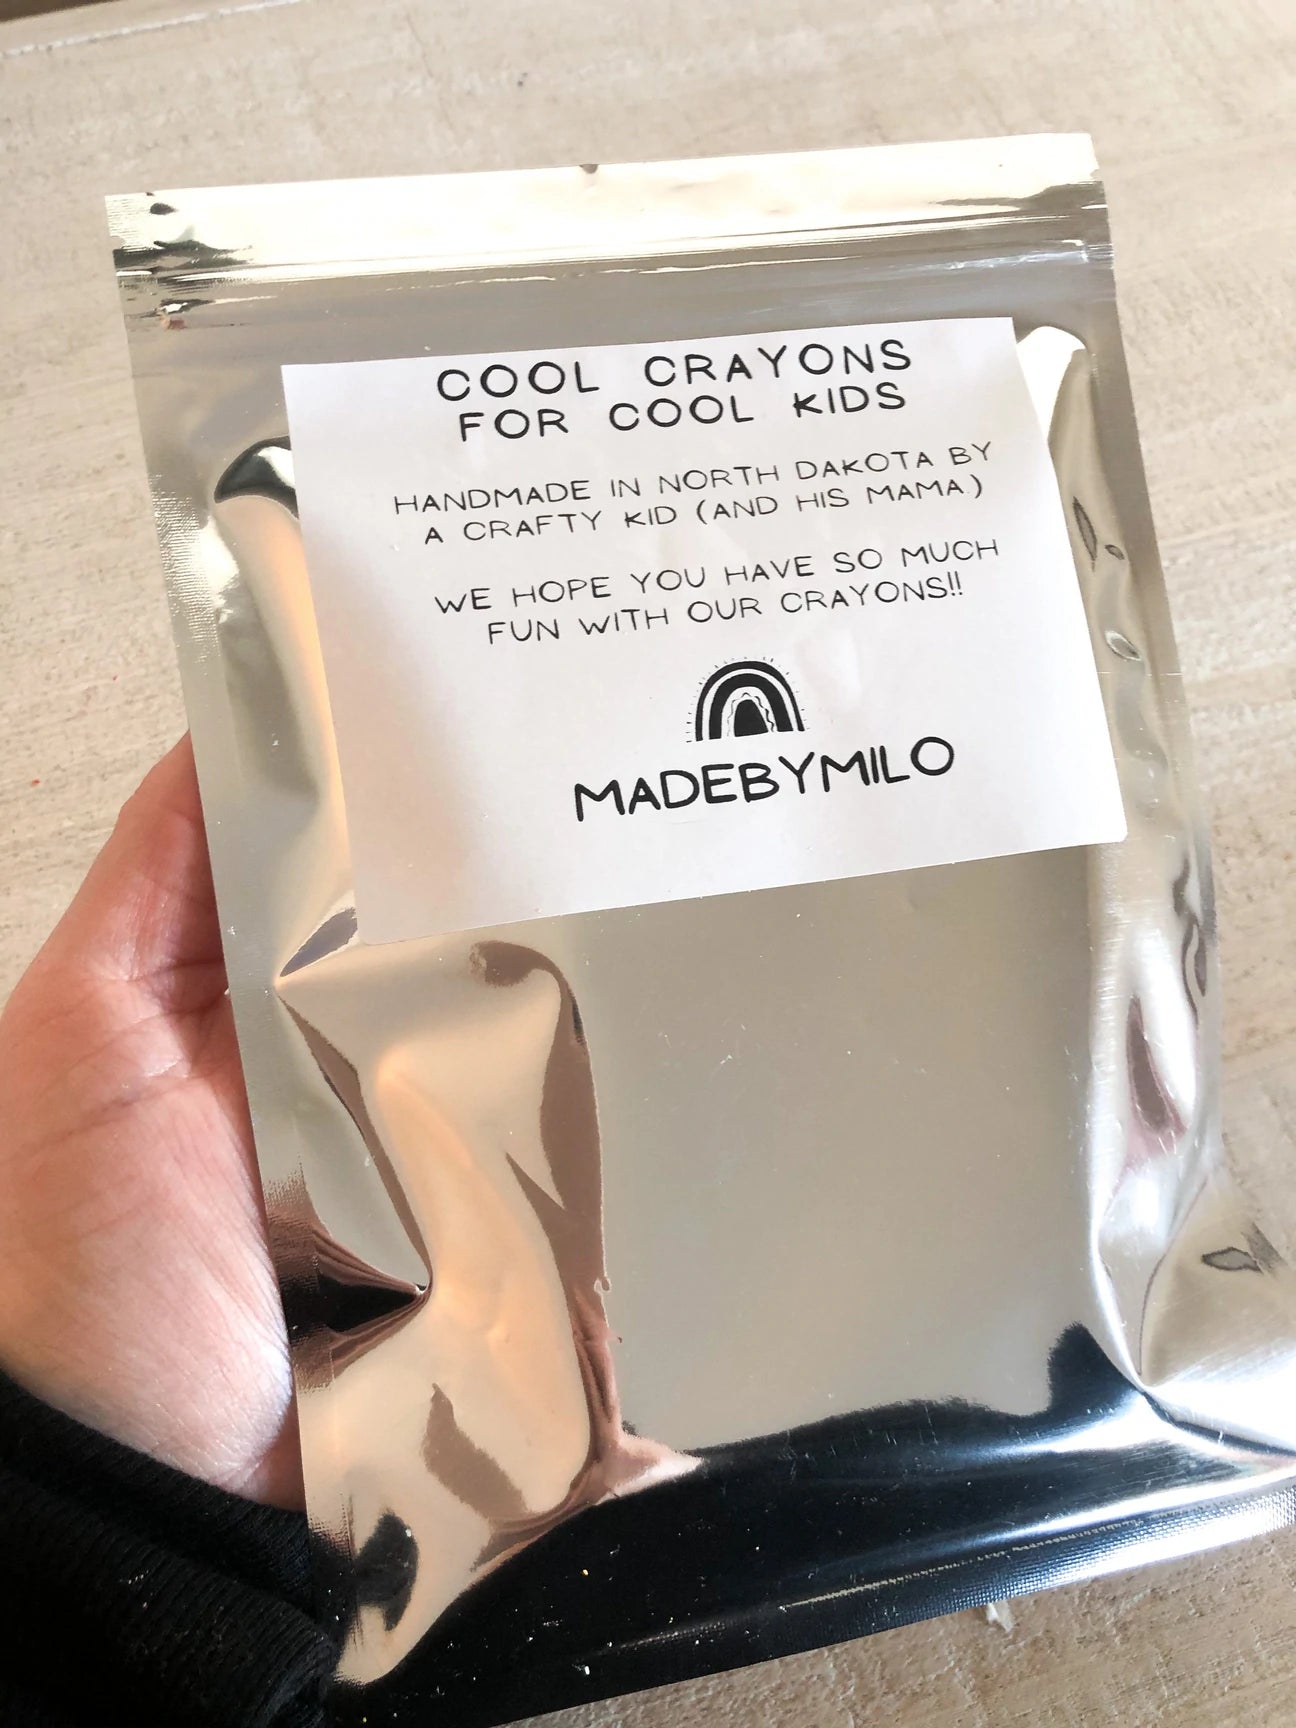 COOL CRAYONS
FOR COOL KIDS
HANDMADE IN NORTH DAKOTA BY
A CRAFTY KID (AND HIS MAMA)
WE HOPE YOU HAVE SO MUCH
FUN WITH OUR CRAYONS!!
MADEBYMILO